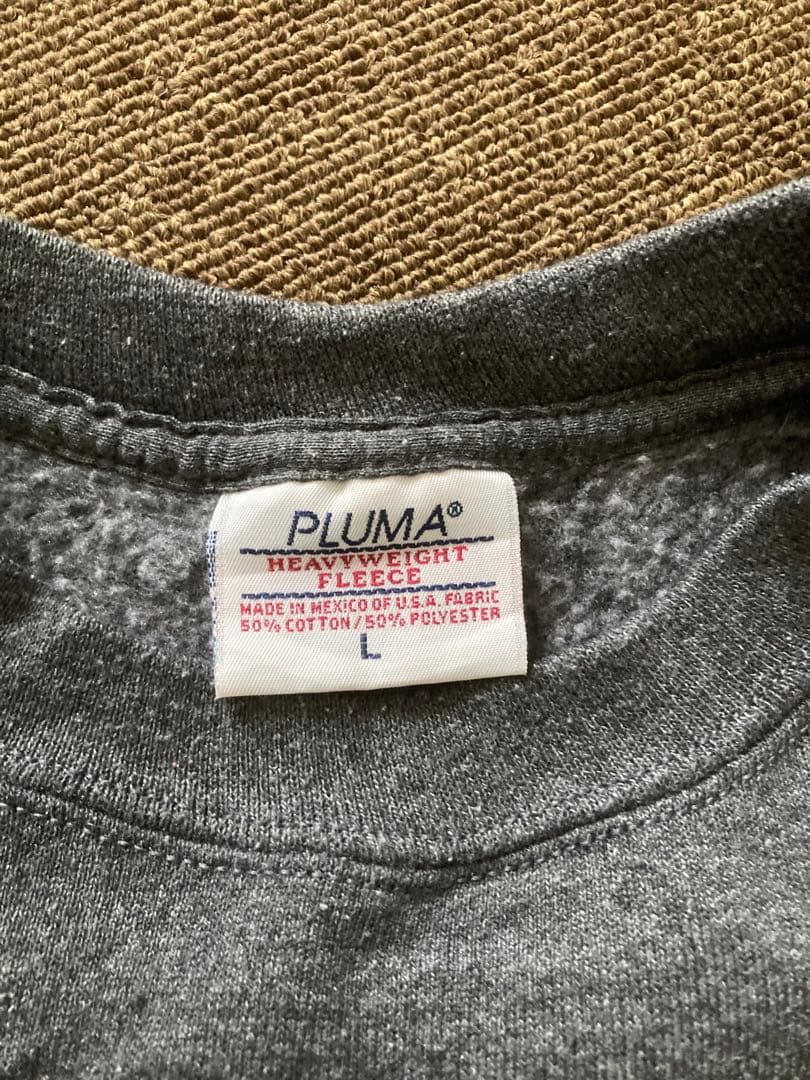 PLUMA®
HEAVYWEIGHT
FLEECE
MADE IN MEXICO OF U.S.A. FABRIC
50% COTTON/50% POLYESTER
L